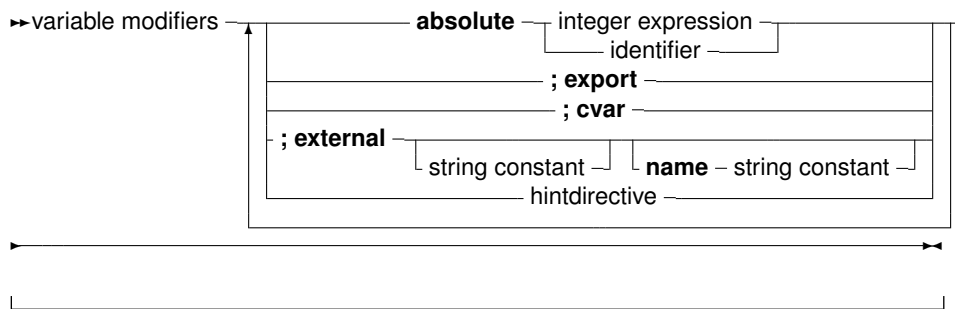 variable modifiers absolute integer expression
identifier
; export
; cvar
; external
string constant name string constant
hintdirective